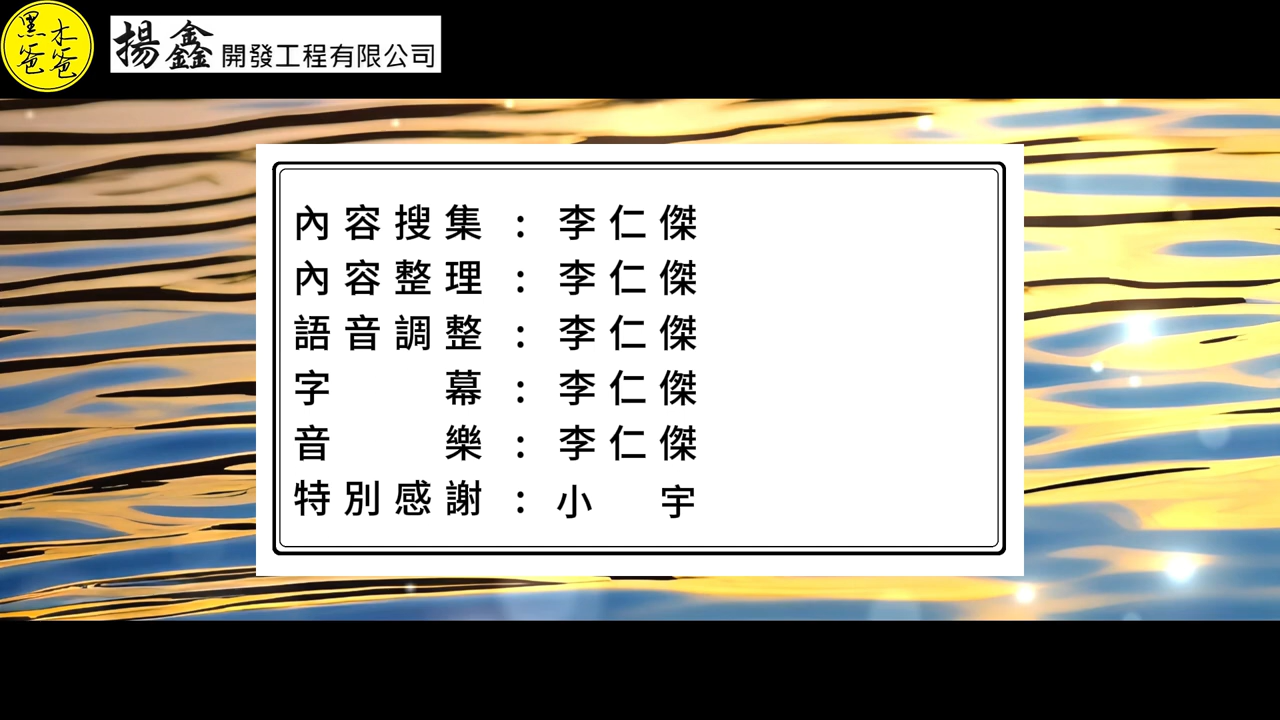 黑木爸爸
揚鑫開發工程有限公司
內容搜集：李仁傑
內容整理：李仁傑
語音調整：李仁傑
字幕：李仁傑
音樂：李仁傑
特別感謝：小宇